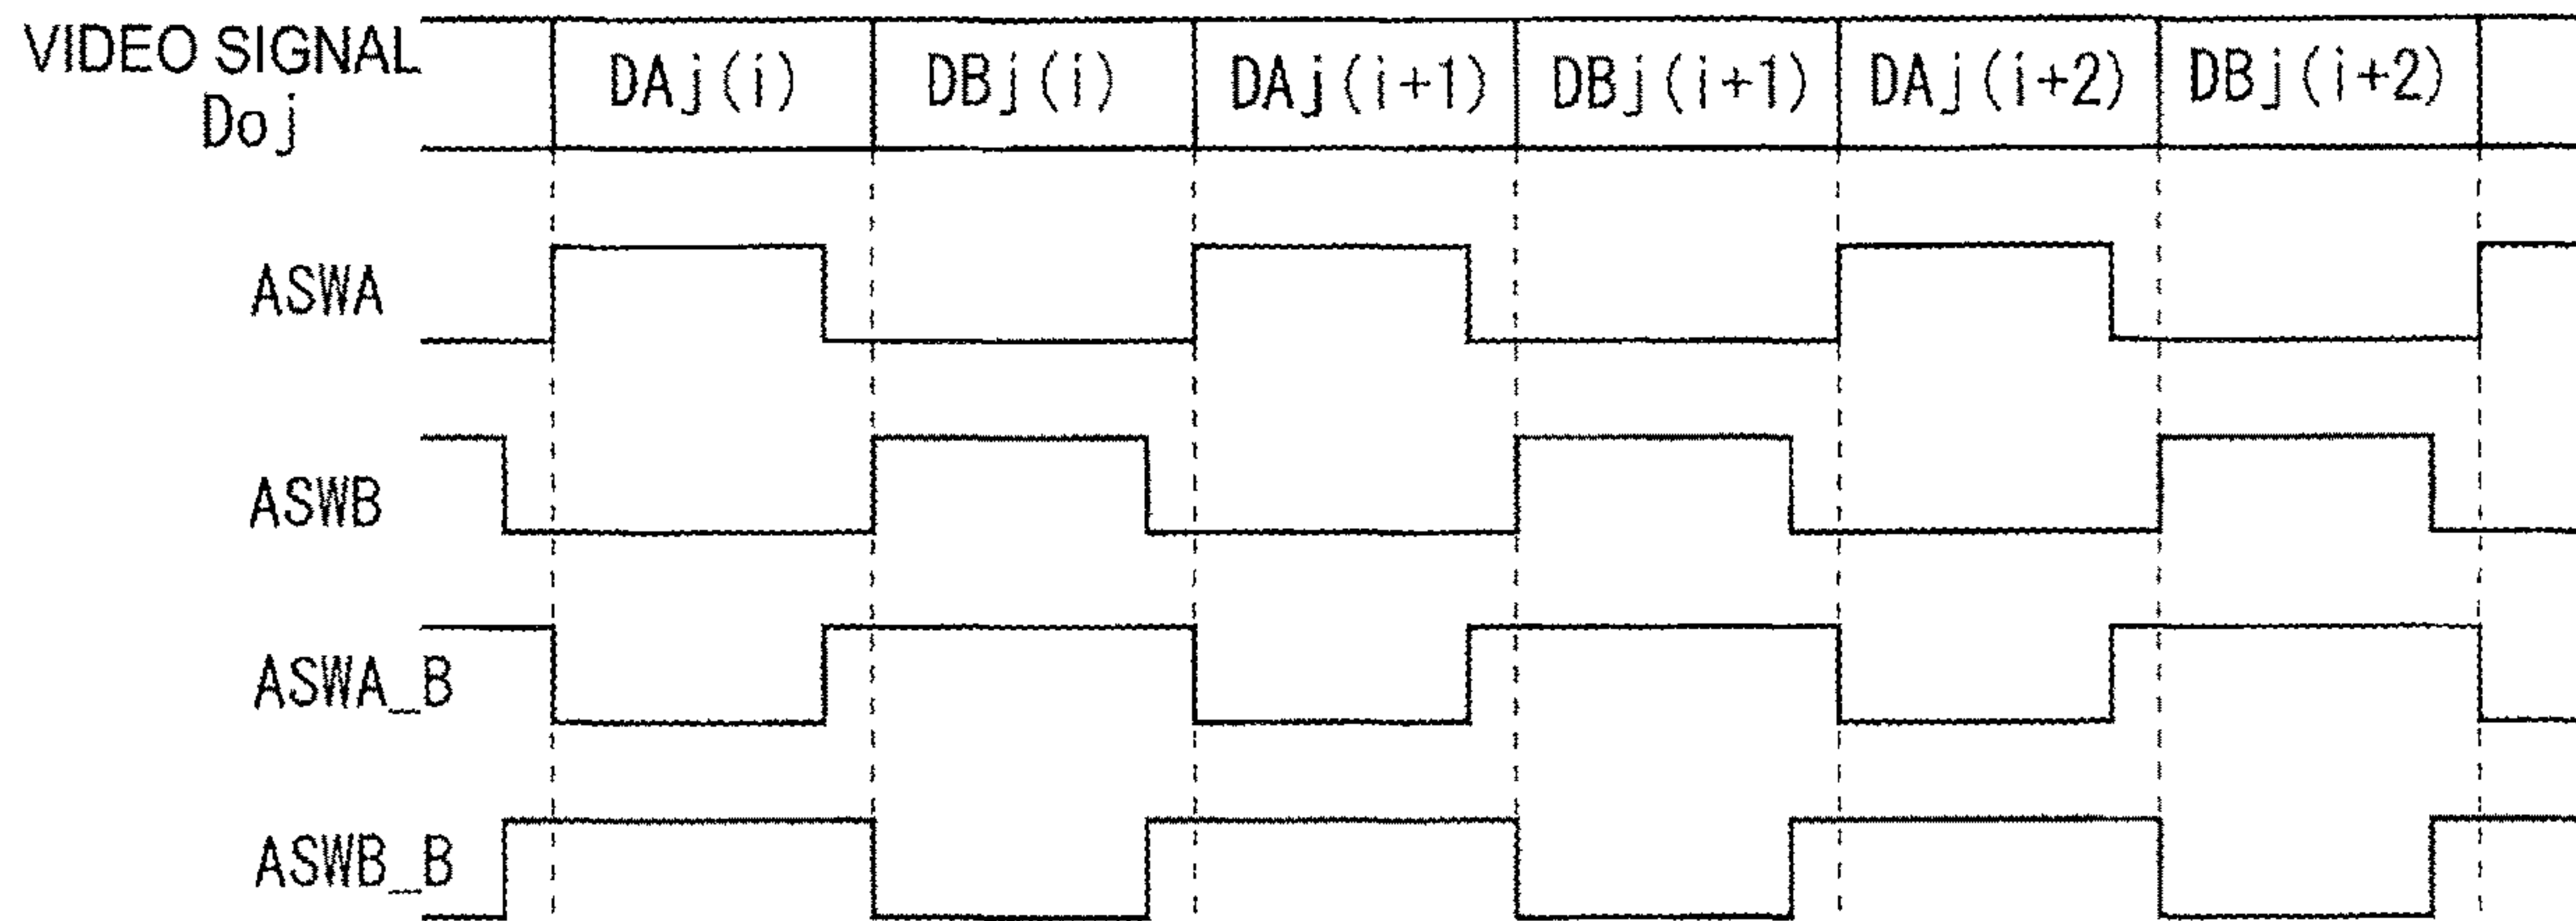 VIDEO SIGNAL
Doj
DAj(i) DBj(i) DAj(i+1) DBj(i+1) DAj(i+2) DBj(i+2)
ASWA
ASWB
ASWA_B
ASWB_B